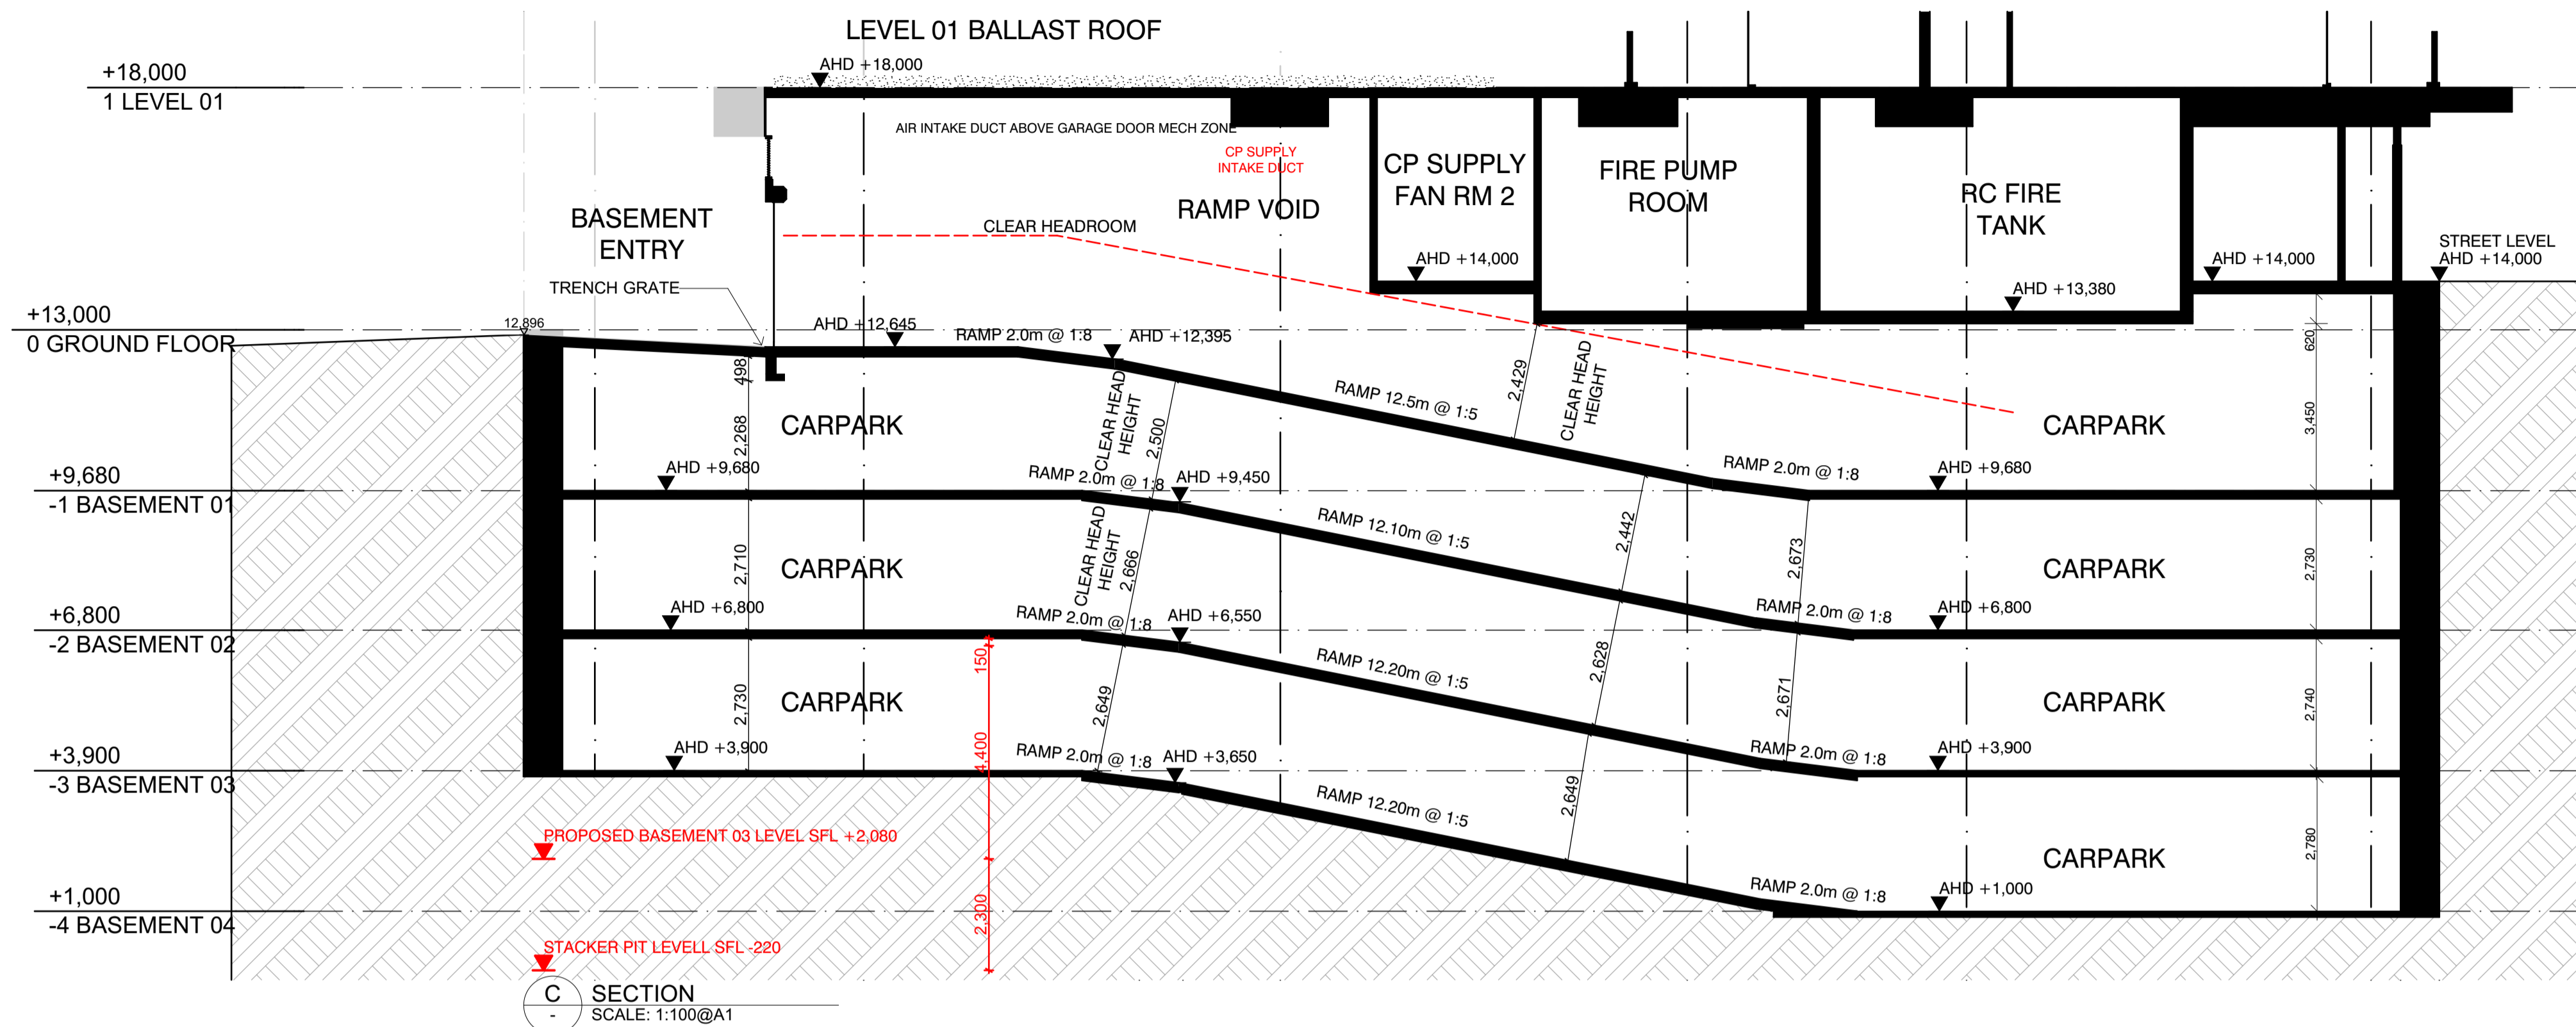 LEVEL 01 BALLAST ROOF
+18,000
1 LEVEL 01
AHD +18,000
AIR INTAKE DUCT ABOVE GARAGE DOOR MECH ZONE
CP SUPPLY
INTAKE DUCT
CP SUPPLY
FAN RM 2
FIRE PUMP
ROOM
RC FIRE
TANK
RAMP VOID
BASEMENT
ENTRY
CLEAR HEADROOM
STREET LEVEL
AHD +14,000
AHD +14,000
AHD +14,000
TRENCH GRATE
AHD +13,380
+13,000
0 GROUND FLOOR
12,896
AHD +12,645
RAMP 2.0m @ 1:8
AHD +12,395
620
498
2,429
CLEAR HEAD
HEIGHT
RAMP 12.5m @ 1:5
CLEAR HEAD
HEIGHT
2,500
2,268
CARPARK
CARPARK
3,450
+9,680
-1 BASEMENT 01
AHD +9,680
RAMP 2.0m @ 1:8
AHD +9,450
RAMP 2.0m @ 1:8
AHD +9,680
CLEAR HEAD
HEIGHT
2,666
RAMP 12.10m @ 1:5
2,442
2,673
2,710
CARPARK
CARPARK
2,730
+6,800
-2 BASEMENT 02
AHD +6,800
RAMP 2.0m @ 1:8
AHD +6,550
RAMP 2.0m @ 1:8
AHD +6,800
150
RAMP 12.20m @ 1:5
2,628
2,671
2,649
2,730
CARPARK
CARPARK
2,740
4,400
+3,900
-3 BASEMENT 03
AHD +3,900
RAMP 2.0m @ 1:8
AHD +3,650
RAMP 2.0m @ 1:8
AHD +3,900
RAMP 12.20m @ 1:5
2,649
PROPOSED BASEMENT 03 LEVEL SFL +2,080
CARPARK
2,780
+1,000
-4 BASEMENT 04
2,300
RAMP 2.0m @ 1:8
AHD +1,000
STACKER PIT LEVELL SFL -220
C
-
SECTION
SCALE: 1:100@A1